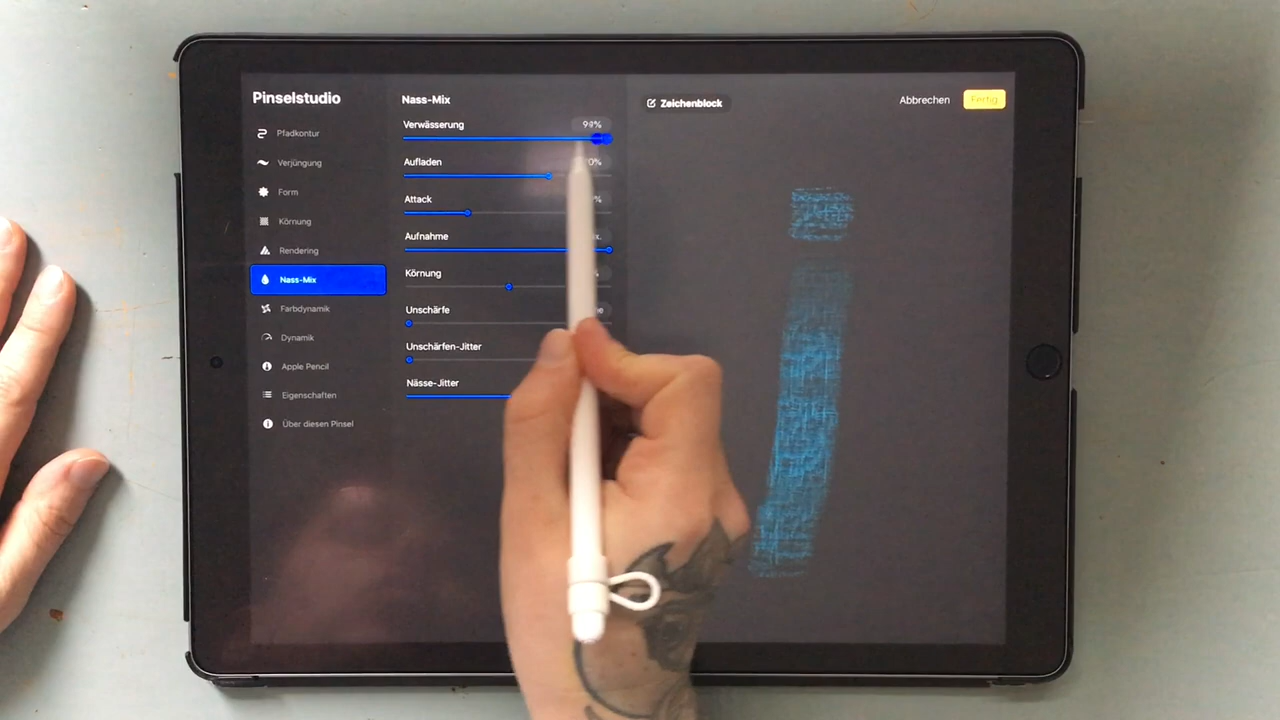 Pinselstudio
Pfadkontur
Verjüngung
Form
Körnung
Rendering
Nass-Mix
Farbdynamik
Dynamik
Apple Pencil
Eigenschaften
Über diesen Pinsel
Nass-Mix
Verwässerung
Aufladen
Attack
Aufnahme
Körnung
Unschärfe
Unschärfen-Jitter
Nässe-Jitter
Zeichenblock
Abbrechen
Fertig